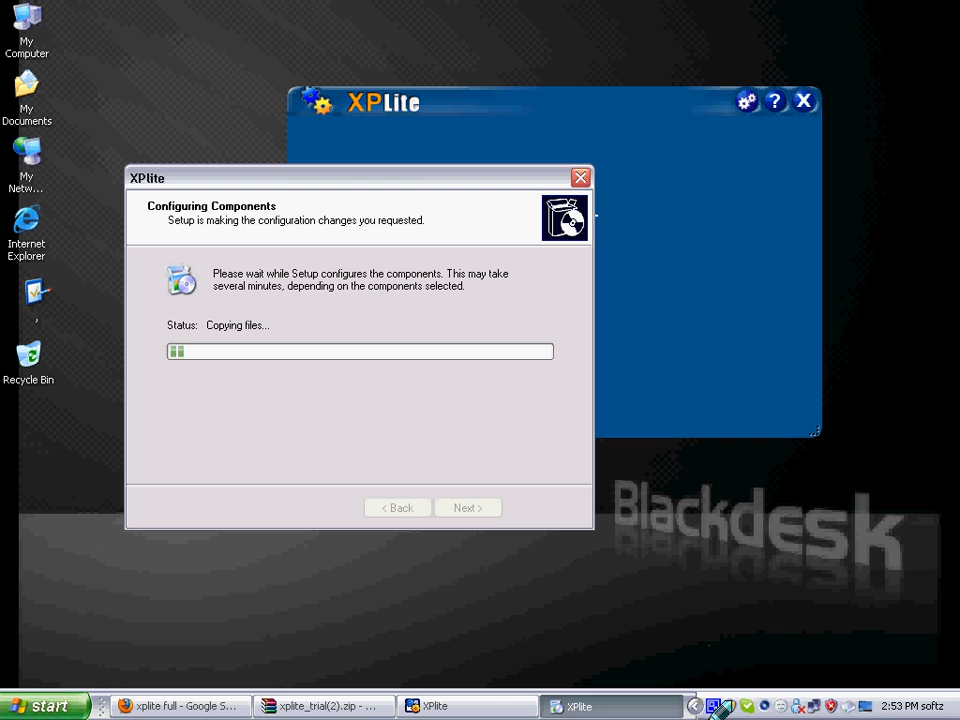 My
Computer
My
Documents
My
Netw...
Internet
Explorer
,
Recycle Bin
XPLite
?
X
XPlite
Configuring Components
Setup is making the configuration changes you requested.
Please wait while Setup configures the components. This may take
several minutes, depending on the components selected.
Status: Copying files...
< Back Next >
Blackdesk
start xplite full - Google S... xplite_trial(2).zip - ... XPlite XPlite 2:53 PM softz